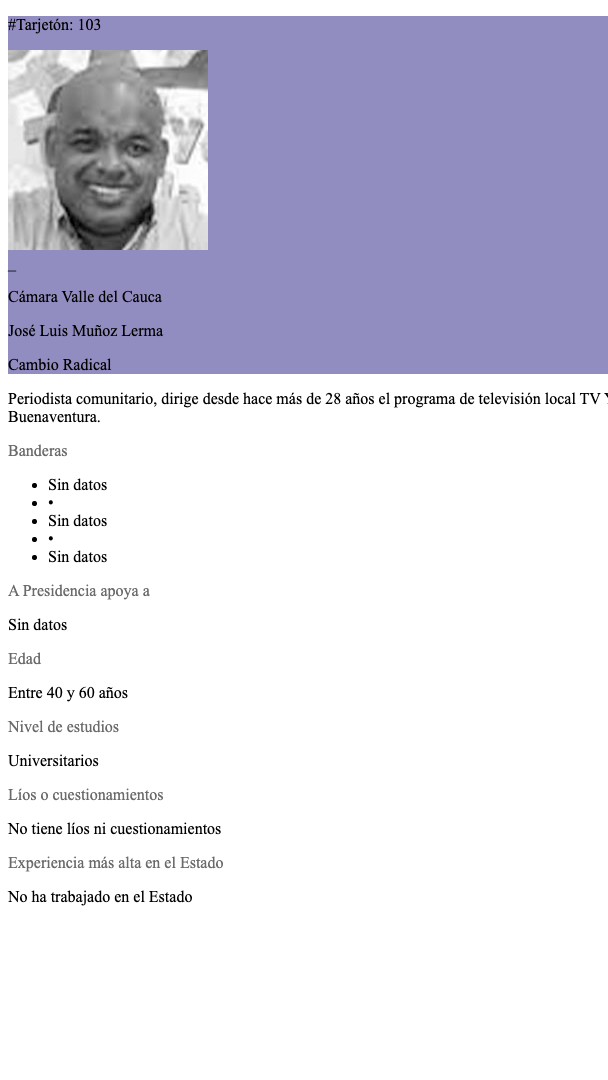 #Tarjetón: 103
_
Cámara Valle del Cauca
José Luis Muñoz Lerma
Cambio Radical
Periodista comunitario, dirige desde hace más de 28 años el programa de televisión local TV
Buenaventura.
Banderas
• Sin datos
• •
• Sin datos
• •
• Sin datos
A Presidencia apoya a
Sin datos
Edad
Entre 40 y 60 años
Nivel de estudios
Universitarios
Líos o cuestionamientos
No tiene líos ni cuestionamientos
Experiencia más alta en el Estado
No ha trabajado en el Estado